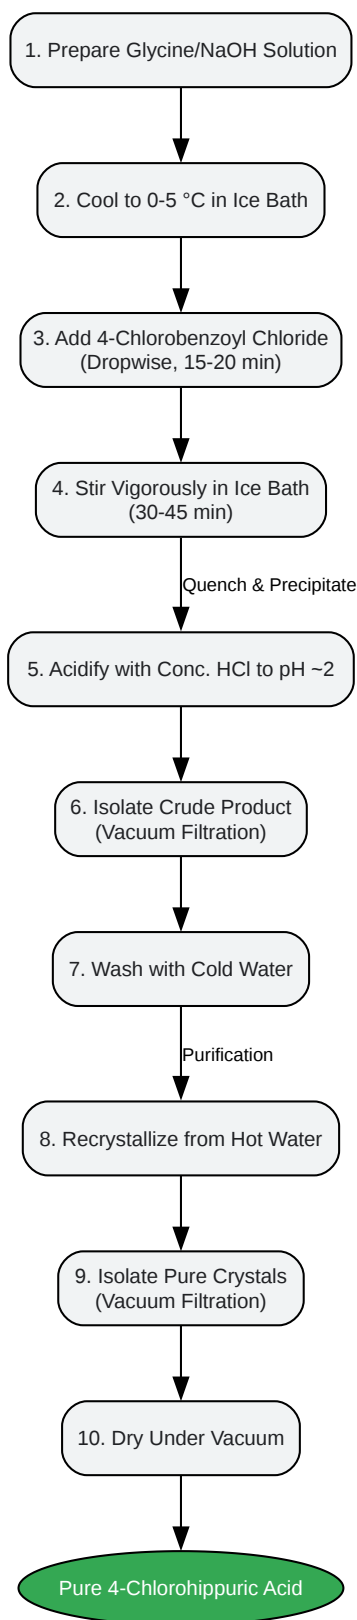 1. Prepare Glycine/NaOH Solution
2. Cool to 0-5 °C in Ice Bath
3. Add 4-Chlorobenzoyl Chloride
(Dropwise, 15-20 min)
4. Stir Vigorously in Ice Bath
(30-45 min)
Quench & Precipitate
5. Acidify with Conc. HCl to pH ~2
6. Isolate Crude Product
(Vacuum Filtration)
7. Wash with Cold Water
Purification
8. Recrystallize from Hot Water
9. Isolate Pure Crystals
(Vacuum Filtration)
10. Dry Under Vacuum
Pure 4-Chlorohippuric Acid